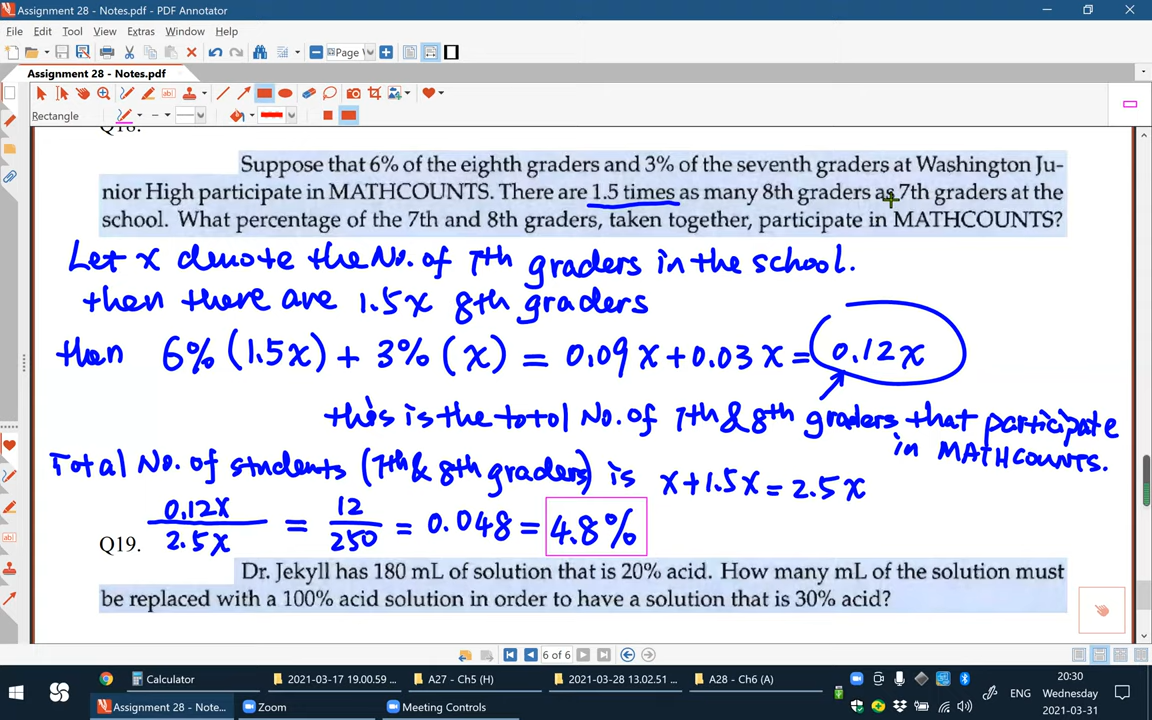 Assignment 28 - Notes.pdf - PDF Annotator
File Edit Tool View Extras Window Help
Page
Assignment 28 - Notes.pdf
Rectangle
Q18.
Suppose that 6% of the eighth graders and 3% of the seventh graders at Washington Ju-
nior High participate in MATHCOUNTS. There are 1.5 times as many 8th graders as 7th graders at the
school. What percentage of the 7th and 8th graders, taken together, participate in MATHCOUNTS?
Let x denote the No. of 7th graders in the school.
then there are 1.5x 8th graders
then 6% (1.5x) + 3% (x) = 0.09x + 0.03x = 0.12x
this is the total No. of 7th & 8th graders that participate
in MATHCOUNTS.
Total No. of students (7th & 8th graders) is x + 1.5x = 2.5x
0.12x / 2.5x = 12 / 250 = 0.048 = 4.8%
Q19.
Dr. Jekyll has 180 mL of solution that is 20% acid. How many mL of the solution must
be replaced with a 100% acid solution in order to have a solution that is 30% acid?
6 of 6
Calculator
2021-03-17 19.00.59 ...
A27 - Ch5 (H)
2021-03-28 13.02.51 ...
A28 - Ch6 (A)
20:30
ENG
Wednesday
2021-03-31
Assignment 28 - Note...
Zoom
Meeting Controls